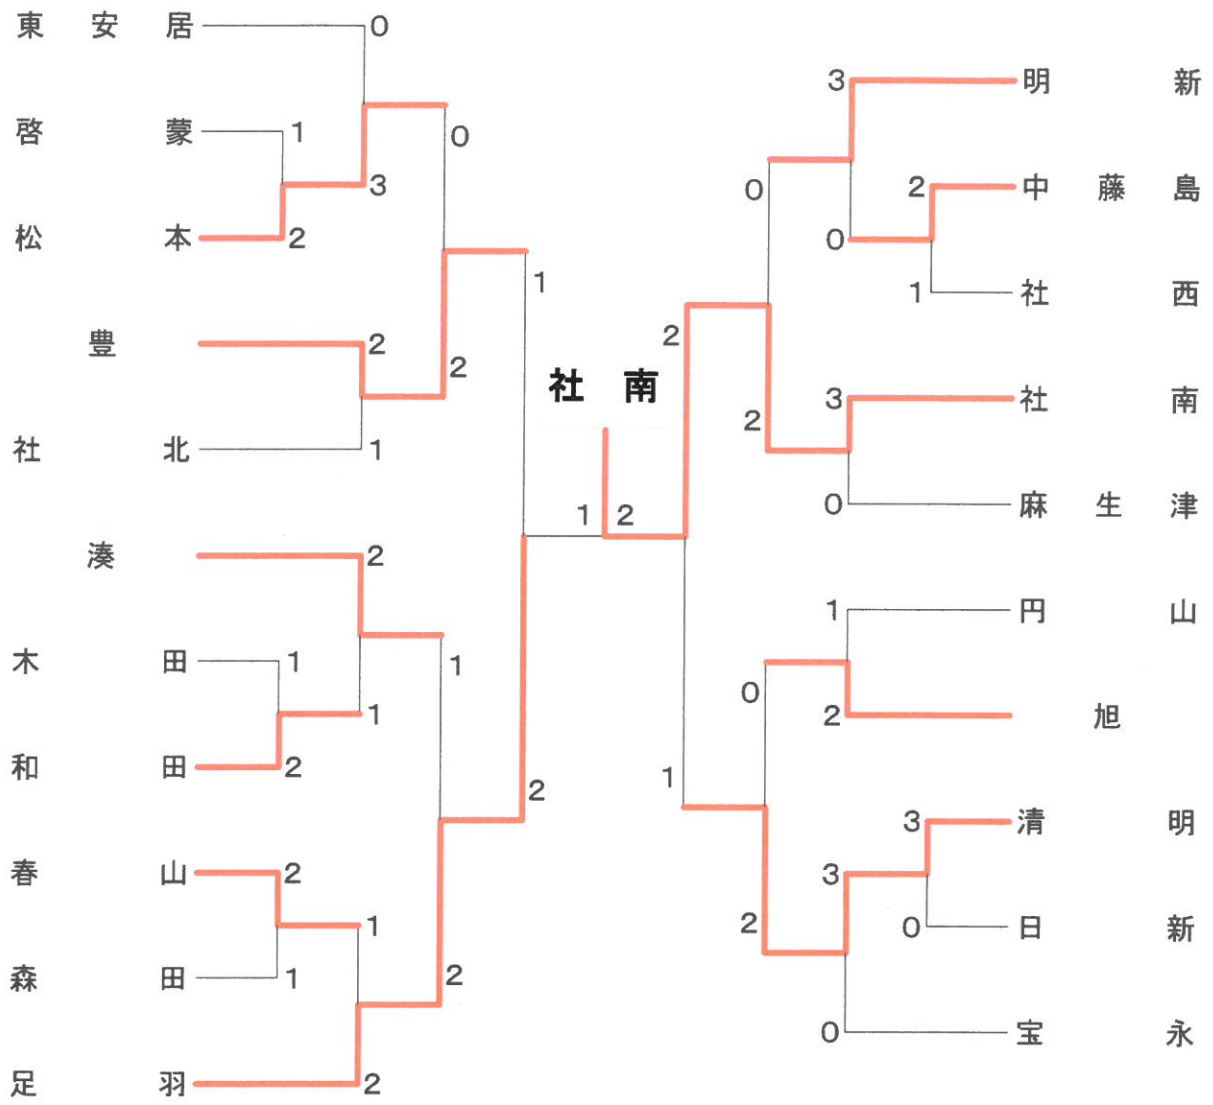 東安居 0
啓蒙 1
0
3
松本 2
1
豊 2
2
社北 1
湊 2
木田 1
1
1
和田 2
2
春山 2
1
森田 1
2
足羽 2
社南
1 2
3 明新
0
2 中藤島
0
1 社西
2
3 社南
2
0 麻生津
1 円山
0
2 旭
1
3 清明
3
0 日新
2
0 宝永